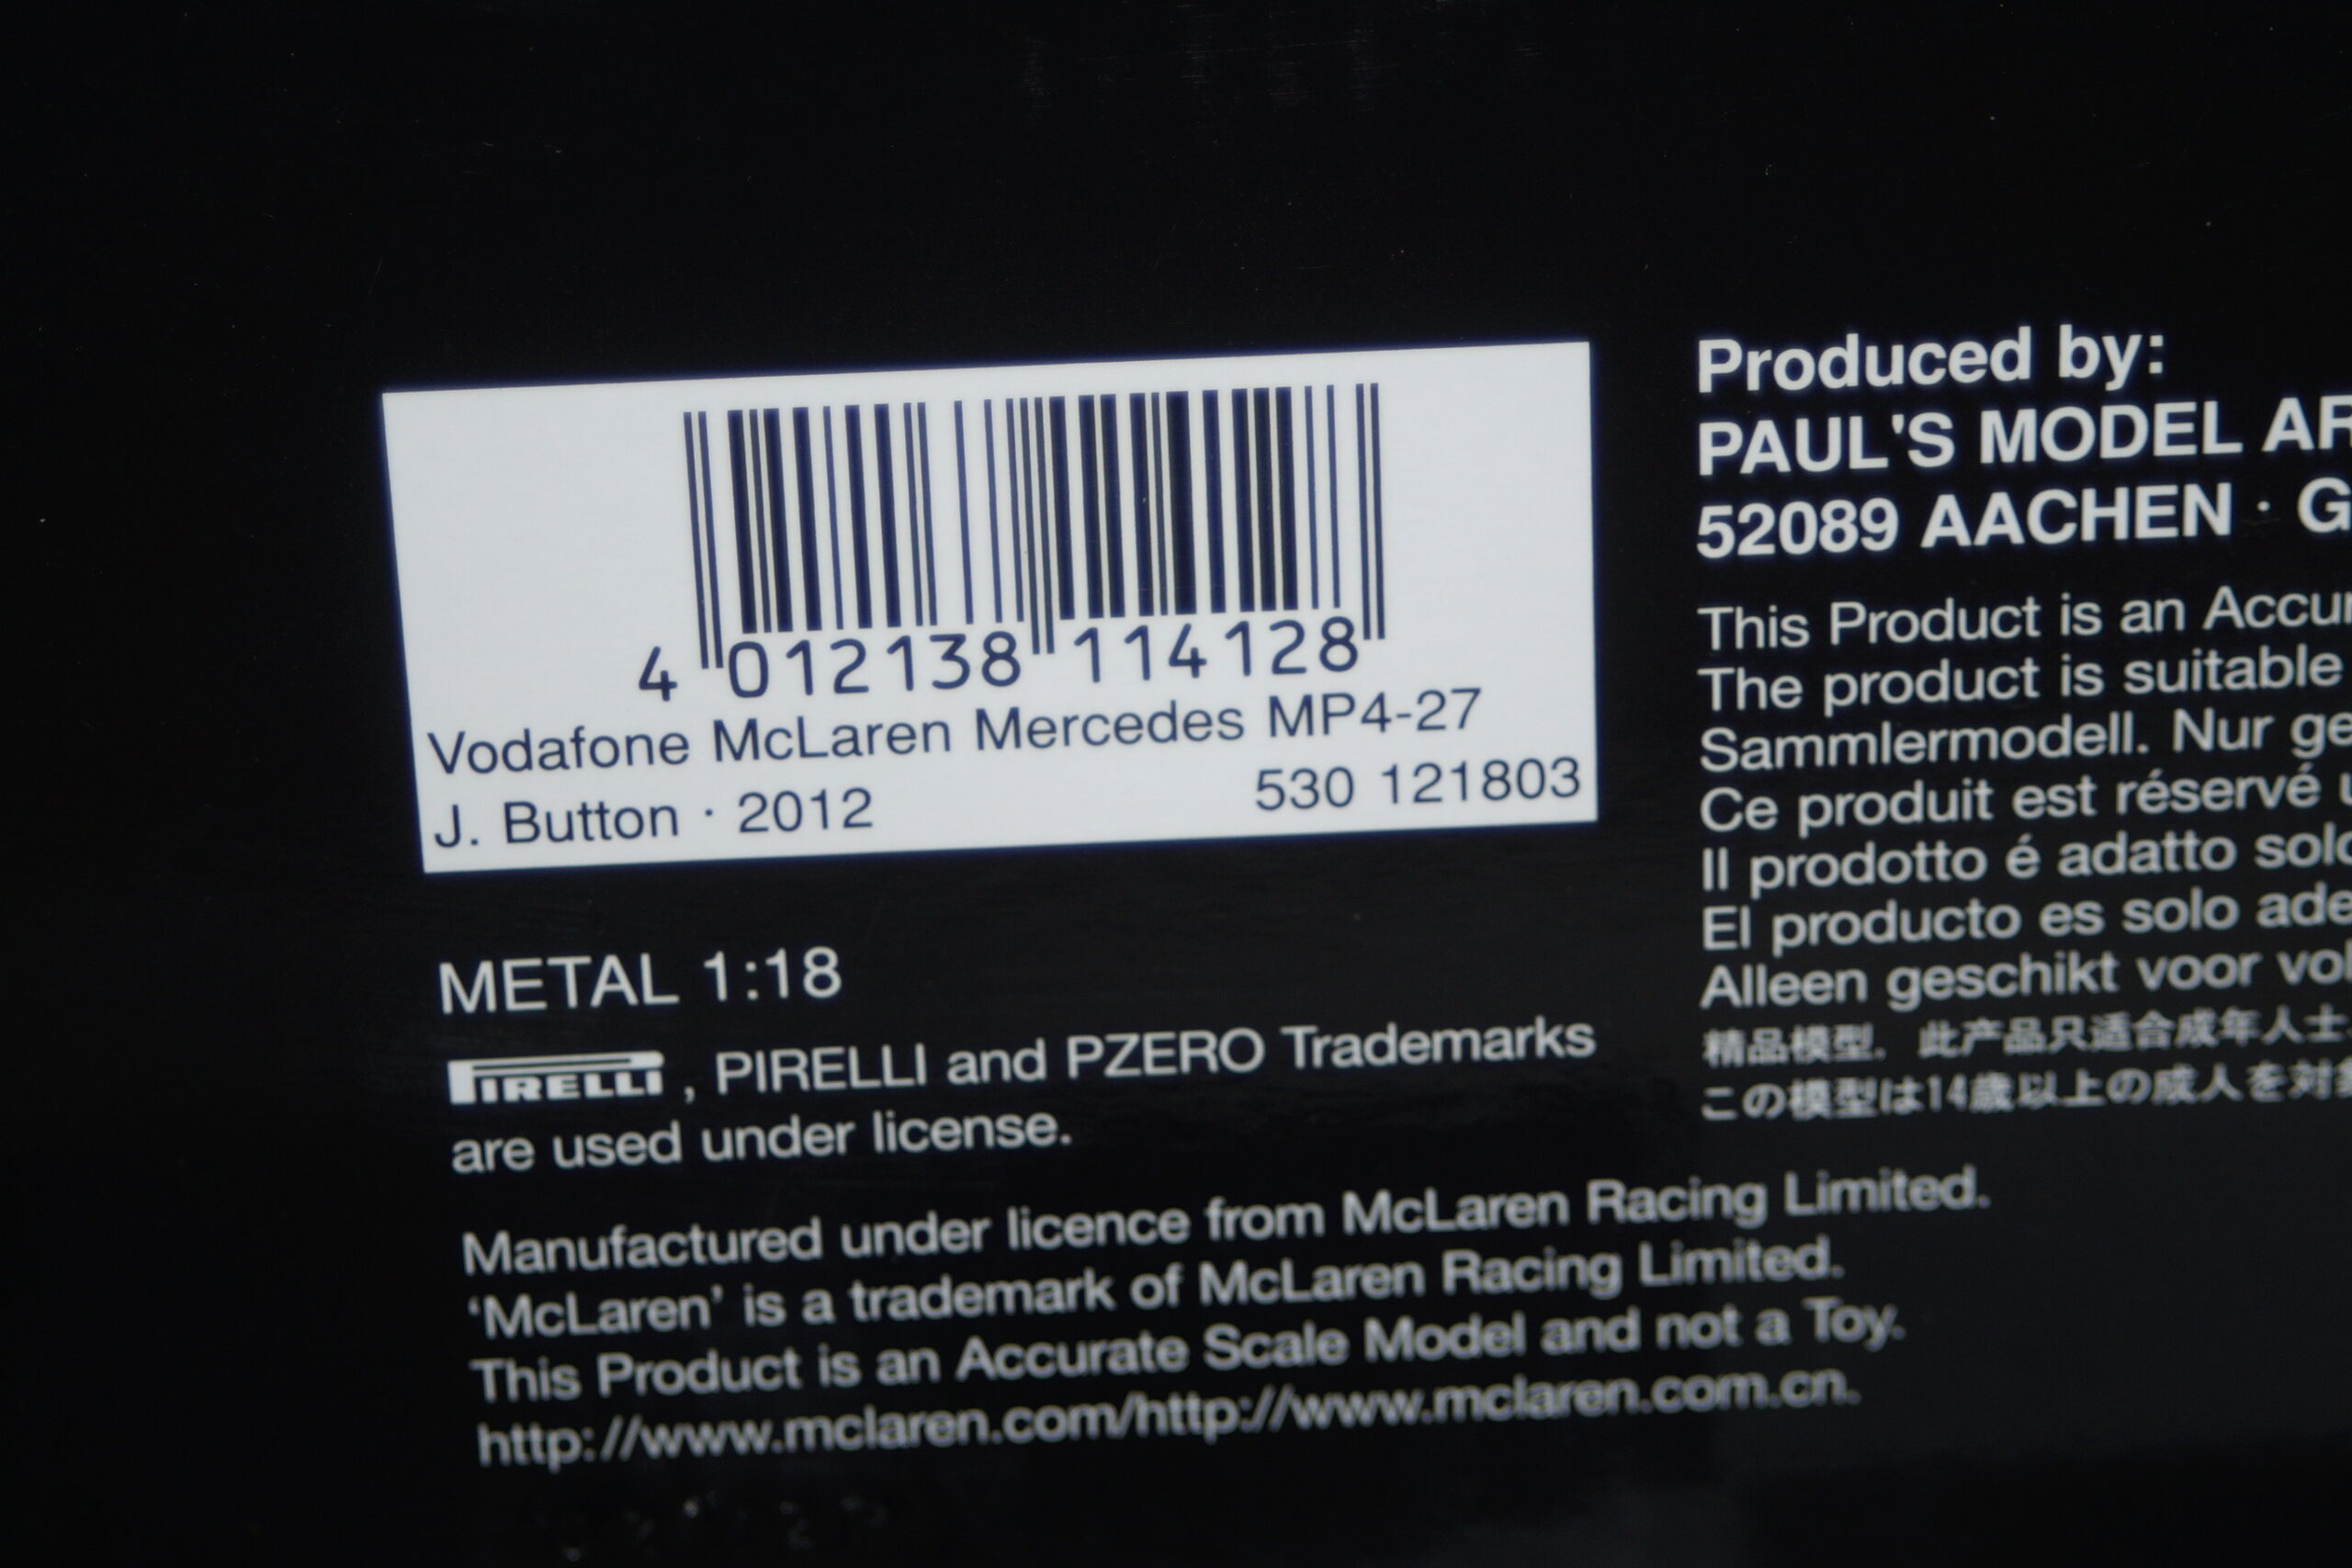 4 012138 114128
Vodafone McLaren Mercedes MP4-27
J. Button · 2012 530 121803
METAL 1:18
PIRELLI , PIRELLI and PZERO Trademarks
are used under license.
Manufactured under licence from McLaren Racing Limited.
‘McLaren’ is a trademark of McLaren Racing Limited.
This Product is an Accurate Scale Model and not a Toy.
http://www.mclaren.com/http://www.mclaren.com.cn.
Produced by:
PAUL'S MODEL AR
52089 AACHEN · G
This Product is an Accur
The product is suitable
Sammlermodell. Nur ge
Ce produit est réservé u
Il prodotto é adatto solo
El producto es solo ade
Alleen geschikt voor vol
精品模型. 此产品只适合成年人士
この模型は14歳以上の成人を対象